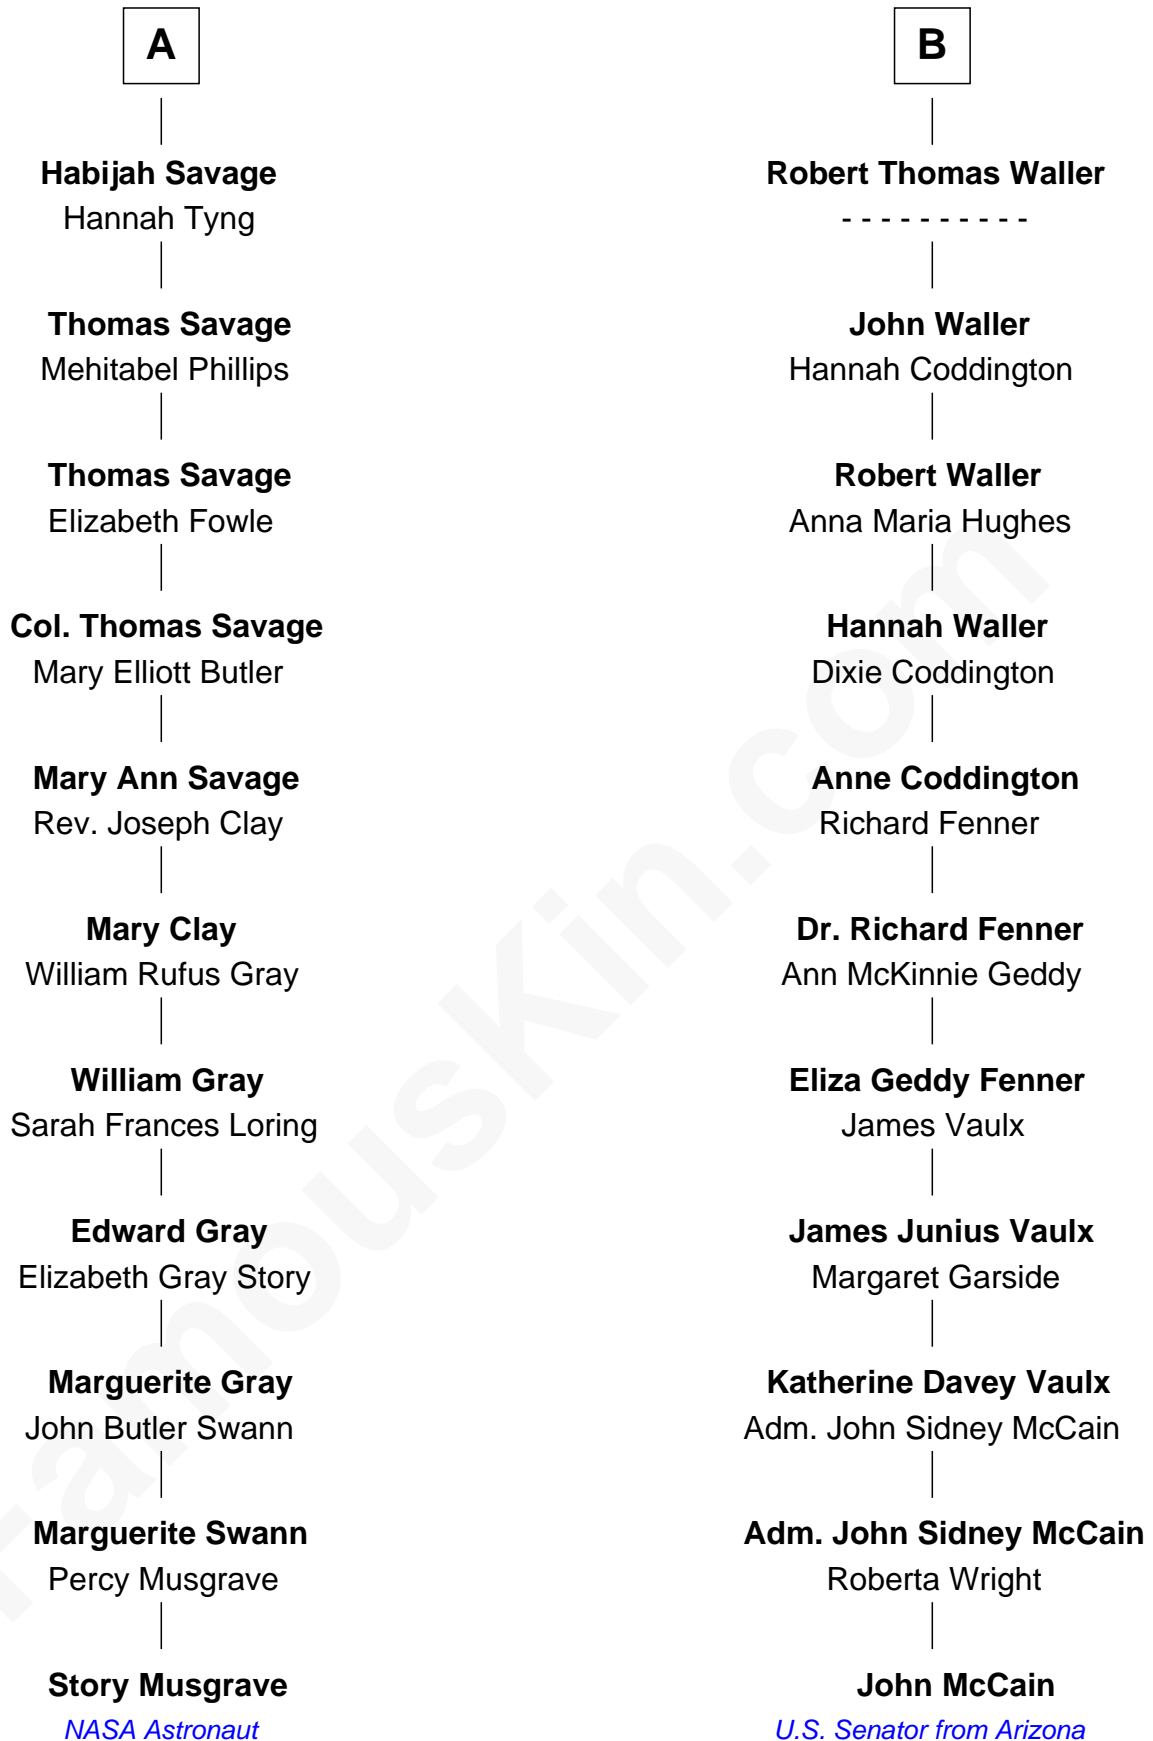 A
Habijah Savage
Hannah Tyng
Thomas Savage
Mehitabel Phillips
Thomas Savage
Elizabeth Fowle
Col. Thomas Savage
Mary Elliott Butler
Mary Ann Savage
Rev. Joseph Clay
Mary Clay
William Rufus Gray
William Gray
Sarah Frances Loring
Edward Gray
Elizabeth Gray Story
Marguerite Gray
John Butler Swann
Marguerite Swann
Percy Musgrave
Story Musgrave
NASA Astronaut
B
Robert Thomas Waller
- - - - - - - - - -
John Waller
Hannah Coddington
Robert Waller
Anna Maria Hughes
Hannah Waller
Dixie Coddington
Anne Coddington
Richard Fenner
Dr. Richard Fenner
Ann McKinnie Geddy
Eliza Geddy Fenner
James Vaulx
James Junius Vaulx
Margaret Garside
Katherine Davey Vaulx
Adm. John Sidney McCain
Adm. John Sidney McCain
Roberta Wright
John McCain
U.S. Senator from Arizona
FamousKin.com